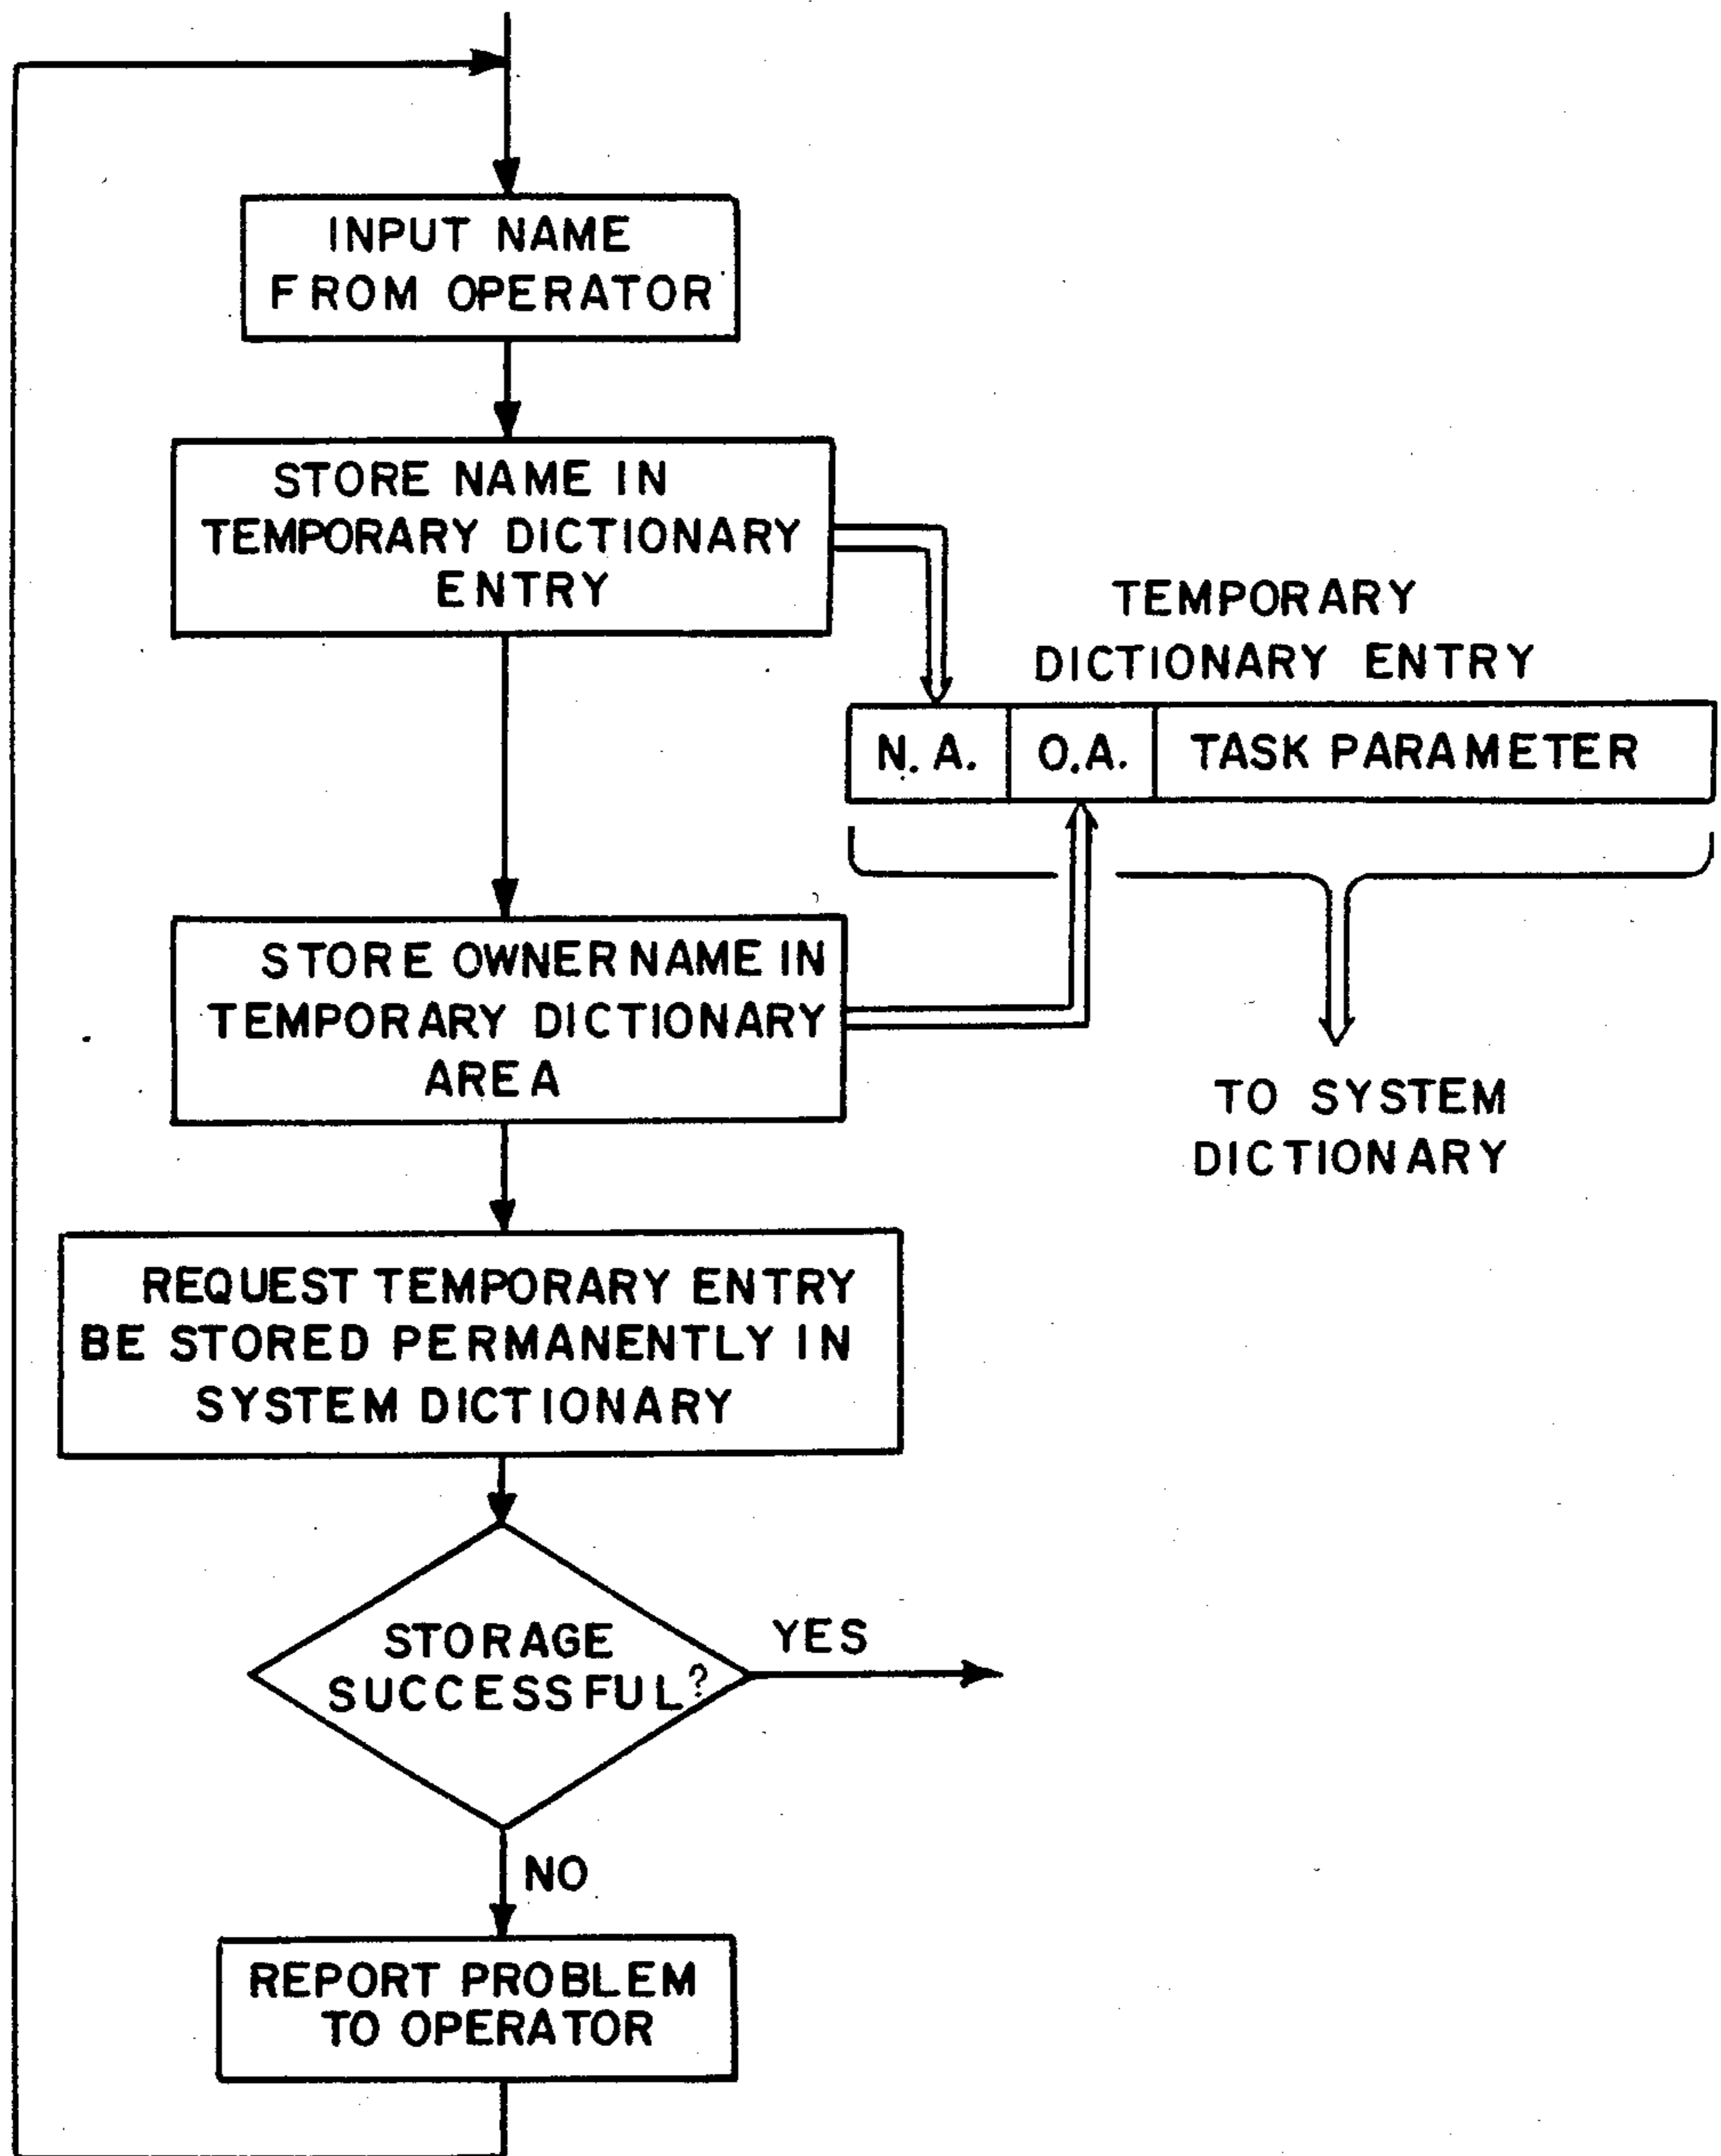 INPUT NAME
FROM OPERATOR
STORE NAME IN
TEMPORARY DICTIONARY
ENTRY
TEMPORARY
DICTIONARY ENTRY
N.A. O.A. TASK PARAMETER
STORE OWNER NAME IN
TEMPORARY DICTIONARY
AREA
TO SYSTEM
DICTIONARY
REQUEST TEMPORARY ENTRY
BE STORED PERMANENTLY IN
SYSTEM DICTIONARY
STORAGE
SUCCESSFUL?
YES
NO
REPORT PROBLEM
TO OPERATOR